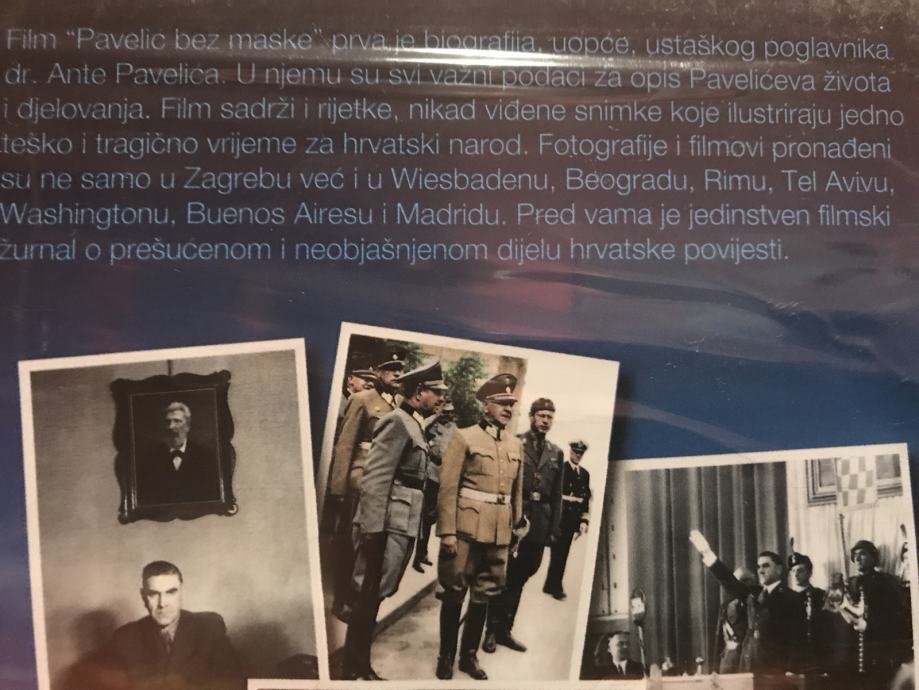 Film "Pavelić bez maske" prva je biografija, uopće, ustaškog poglavnika
dr. Ante Pavelića. U njemu su svi važni podaci za opis Pavelićeva života
i djelovanja. Film sadrži i rijetke, nikad viđene snimke koje ilustriraju jedno
teško i tragično vrijeme za hrvatski narod. Fotografije i filmovi pronađeni
su ne samo u Zagrebu već i u Wiesbadenu, Beogradu, Rimu, Tel Avivu,
Washingtonu, Buenos Airesu i Madridu. Pred vama je jedinstven filmski
žurnal o prešućenom i neobjašnjenom dijelu hrvatske povijesti.